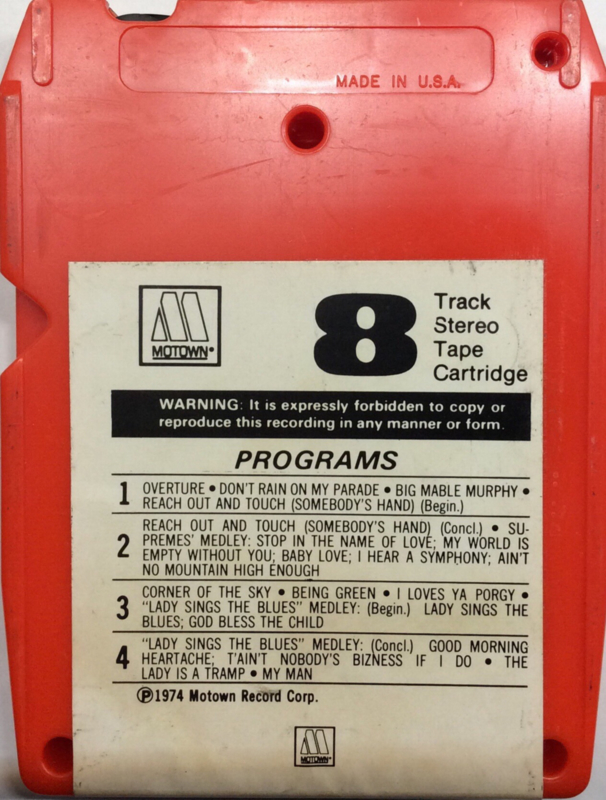 MADE IN U.S.A.
MOTOWN®
8 Track
Stereo
Tape
Cartridge
WARNING: It is expressly forbidden to copy or
reproduce this recording in any manner or form.
PROGRAMS
1 OVERTURE • DON'T RAIN ON MY PARADE • BIG MABLE MURPHY •
REACH OUT AND TOUCH (SOMEBODY'S HAND) (Begin.)
2 REACH OUT AND TOUCH (SOMEBODY'S HAND) (Concl.) • SU-
PREMES' MEDLEY: STOP IN THE NAME OF LOVE; MY WORLD IS
EMPTY WITHOUT YOU; BABY LOVE; I HEAR A SYMPHONY; AIN'T
NO MOUNTAIN HIGH ENOUGH
3 CORNER OF THE SKY • BEING GREEN • I LOVES YA PORGY •
"LADY SINGS THE BLUES" MEDLEY: (Begin.) LADY SINGS THE
BLUES; GOD BLESS THE CHILD
4 "LADY SINGS THE BLUES" MEDLEY: (Concl.) GOOD MORNING
HEARTACHE; T'AIN'T NOBODY'S BIZNESS IF I DO • THE
LADY IS A TRAMP • MY MAN
℗1974 Motown Record Corp.
MOTOWN